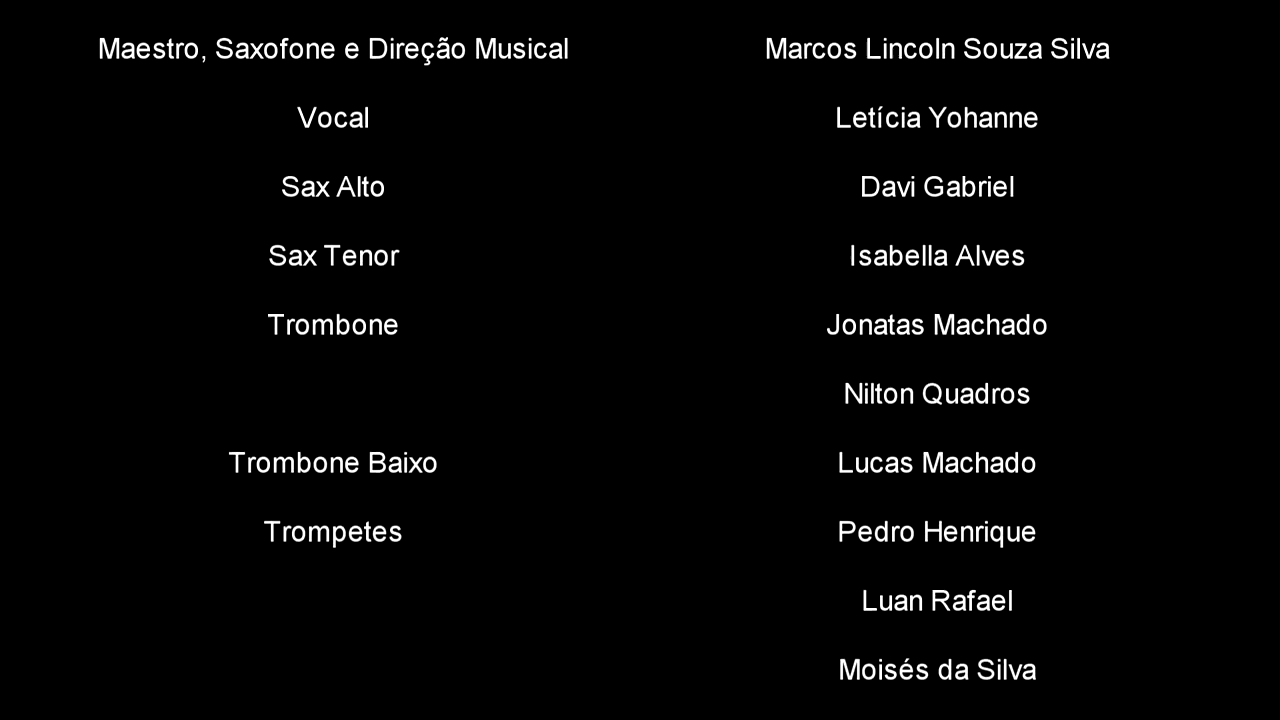 Maestro, Saxofone e Direção Musical Marcos Lincoln Souza Silva
Vocal Letícia Yohanne
Sax Alto Davi Gabriel
Sax Tenor Isabella Alves
Trombone Jonatas Machado
Nilton Quadros
Trombone Baixo Lucas Machado
Trompetes Pedro Henrique
Luan Rafael
Moisés da Silva